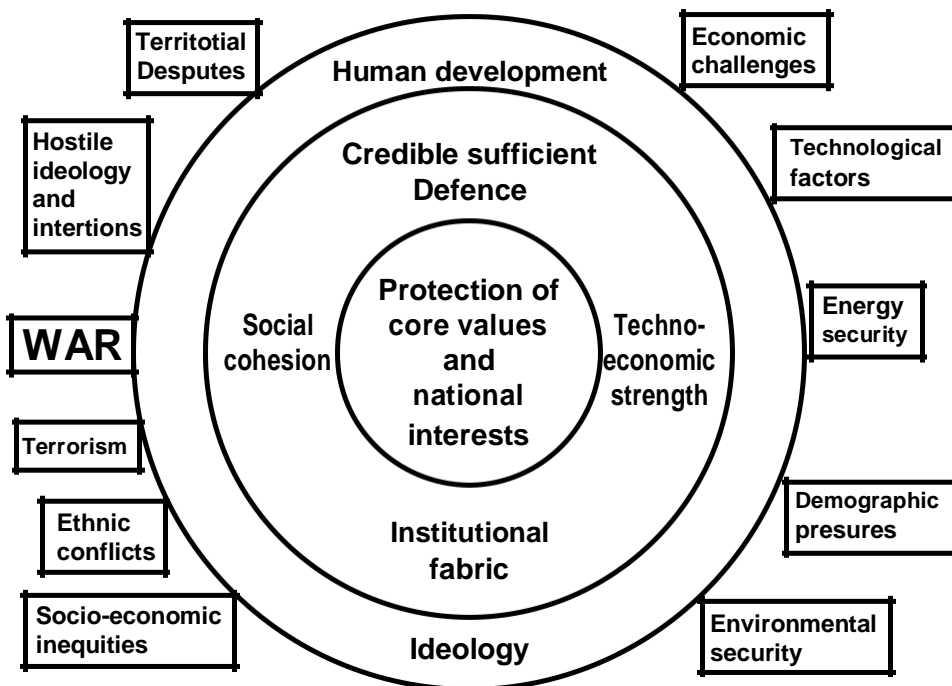 Territotial
Desputes
Human development
Economic
challenges
Hostile
ideology
and
intertions
Credible sufficient
Defence
Technological
factors
WAR
Social
cohesion
Protection of
core values
and
national
interests
Techno-
economic
strength
Energy
security
Terrorism
Ethnic
conflicts
Institutional
fabric
Demographic
presures
Socio-economic
inequities
Ideology
Environmental
security